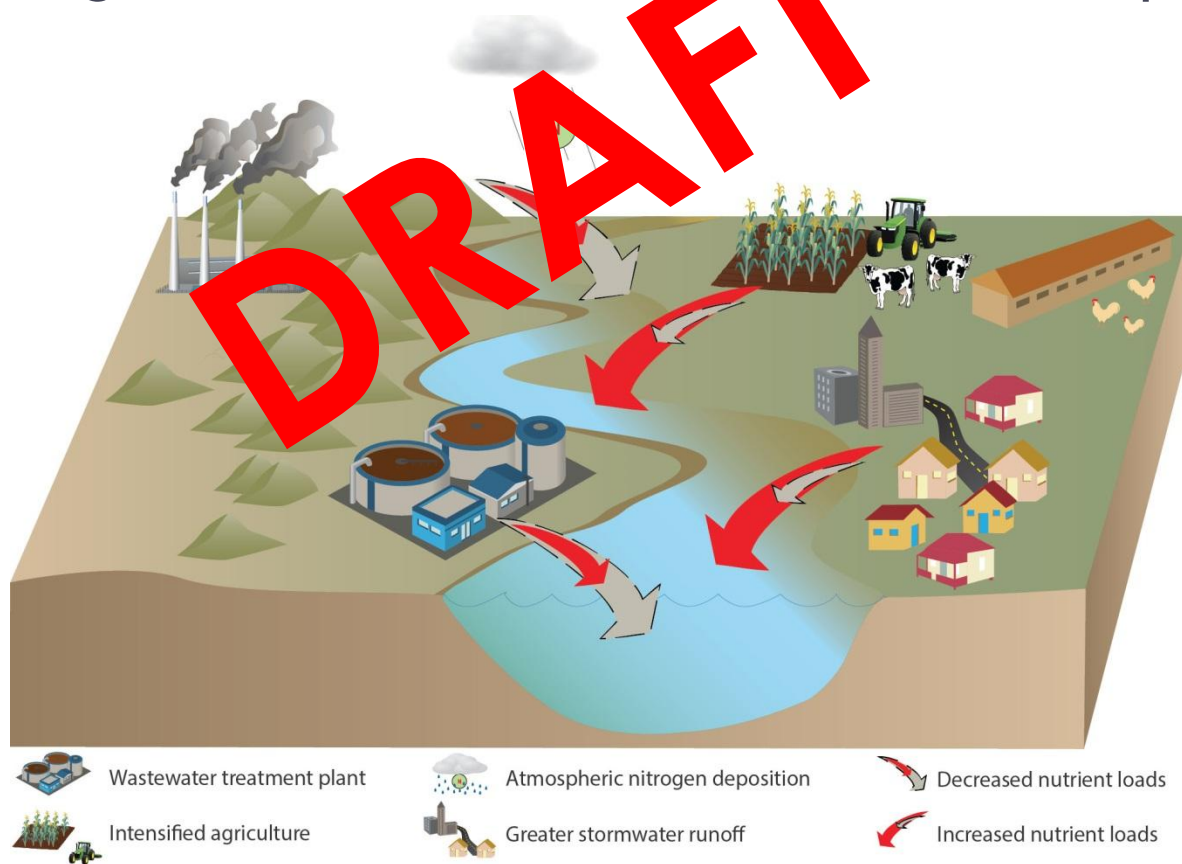 DRAFT
Wastewater treatment plant
Atmospheric nitrogen deposition
Decreased nutrient loads
Intensified agriculture
Greater stormwater runoff
Increased nutrient loads